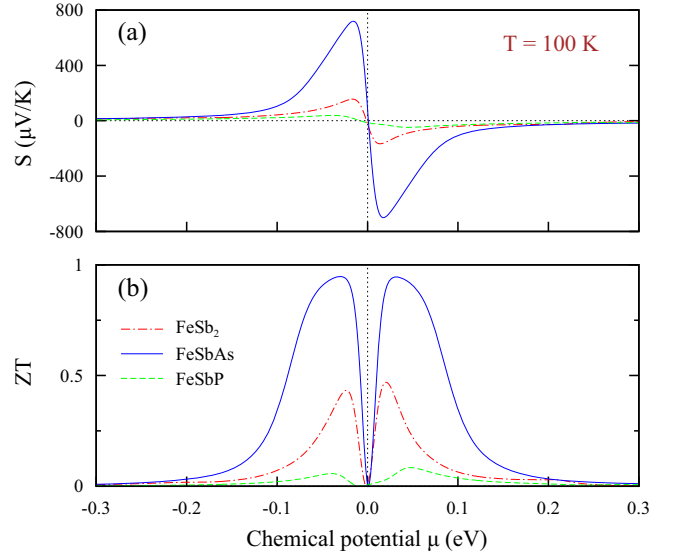 (a)
T = 100 K
S (μV/K)
800
400
0
-400
-800
(b)
FeSb₂
FeSbAs
FeSbP
ZT
1
0.5
0
-0.3 -0.2 -0.1 0.0 0.1 0.2 0.3
Chemical potential μ (eV)